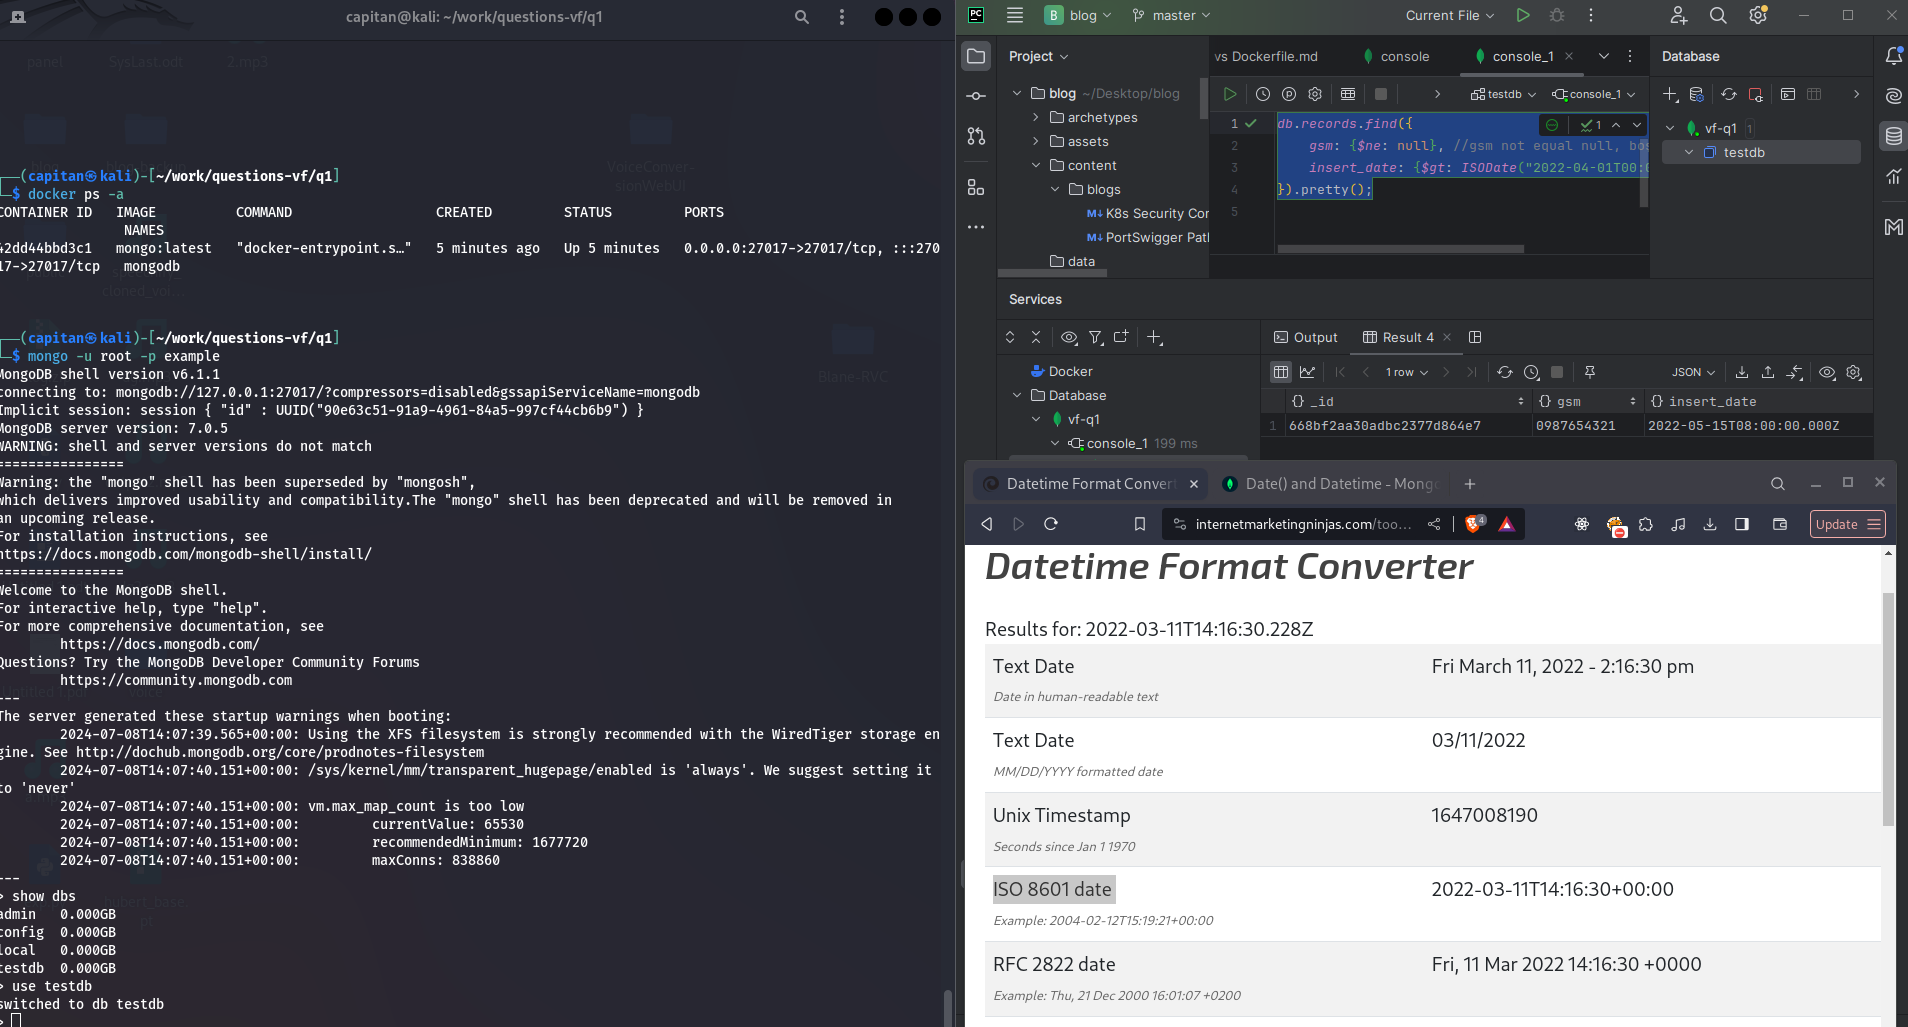 capitan@kali: ~/work/questions-vf/q1
panel
SysLast.odt
2.mp3
VoiceConver-
sionWebUI
Blane-RVC
┌──(capitan㉿kali)-[~/work/questions-vf/q1]
└─$ docker ps -a
CONTAINER ID   IMAGE          COMMAND                  CREATED         STATUS         PORTS
NAMES
42dd44bbd3c1   mongo:latest   "docker-entrypoint.s…"   5 minutes ago   Up 5 minutes   0.0.0.0:27017->27017/tcp, :::270
17->27017/tcp   mongodb
┌──(capitan㉿kali)-[~/work/questions-vf/q1]
└─$ mongo -u root -p example
MongoDB shell version v6.1.1
connecting to: mongodb://127.0.0.1:27017/?compressors=disabled&gssapiServiceName=mongodb
Implicit session: session { "id" : UUID("90e63c51-91a9-4961-84a5-997cf44cb6b9") }
MongoDB server version: 7.0.5
WARNING: shell and server versions do not match
================
Warning: the "mongo" shell has been superseded by "mongosh",
which delivers improved usability and compatibility.The "mongo" shell has been deprecated and will be removed in
an upcoming release.
For installation instructions, see
https://docs.mongodb.com/mongodb-shell/install/
================
Welcome to the MongoDB shell.
For interactive help, type "help".
For more comprehensive documentation, see
https://docs.mongodb.com/
Questions? Try the MongoDB Developer Community Forums
https://community.mongodb.com
---
The server generated these startup warnings when booting:
2024-07-08T14:07:39.565+00:00: Using the XFS filesystem is strongly recommended with the WiredTiger storage en
gine. See http://dochub.mongodb.org/core/prodnotes-filesystem
2024-07-08T14:07:40.151+00:00: /sys/kernel/mm/transparent_hugepage/enabled is 'always'. We suggest setting it
to 'never'
2024-07-08T14:07:40.151+00:00: vm.max_map_count is too low
2024-07-08T14:07:40.151+00:00:         currentValue: 65530
2024-07-08T14:07:40.151+00:00:         recommendedMinimum: 1677720
2024-07-08T14:07:40.151+00:00:         maxConns: 838860
---
> show dbs
admin   0.000GB
config  0.000GB
local   0.000GB
testdb  0.000GB
> use testdb
switched to db testdb
>
PC
B blog
master
Current File
Project
vs Dockerfile.md
console
console_1
Database
blog ~/Desktop/blog
archetypes
assets
content
blogs
M↓ K8s Security Cor
M↓ PortSwigger Patl
data
testdb
console_1
1
2
3
4
5
db.records.find({
gsm: {$ne: null}, //gsm not equal null, bo
insert_date: {$gt: ISODate("2022-04-01T00:
}).pretty();
1
vf-q1 1
testdb
Services
Docker
Database
vf-q1
console_1 199 ms
Output
Result 4
1 row
JSON
_id
gsm
insert_date
1 668bf2aa30adbc2377d864e7 0987654321 2022-05-15T08:00:00.000Z
Datetime Format Convert
Date() and Datetime - Mong
internetmarketingninjas.com/too...
4
Update
Datetime Format Converter
Results for: 2022-03-11T14:16:30.228Z
Text Date
Fri March 11, 2022 - 2:16:30 pm
Date in human-readable text
Text Date
03/11/2022
MM/DD/YYYY formatted date
Unix Timestamp
1647008190
Seconds since Jan 1 1970
ISO 8601 date
2022-03-11T14:16:30+00:00
Example: 2004-02-12T15:19:21+00:00
RFC 2822 date
Fri, 11 Mar 2022 14:16:30 +0000
Example: Thu, 21 Dec 2000 16:01:07 +0200